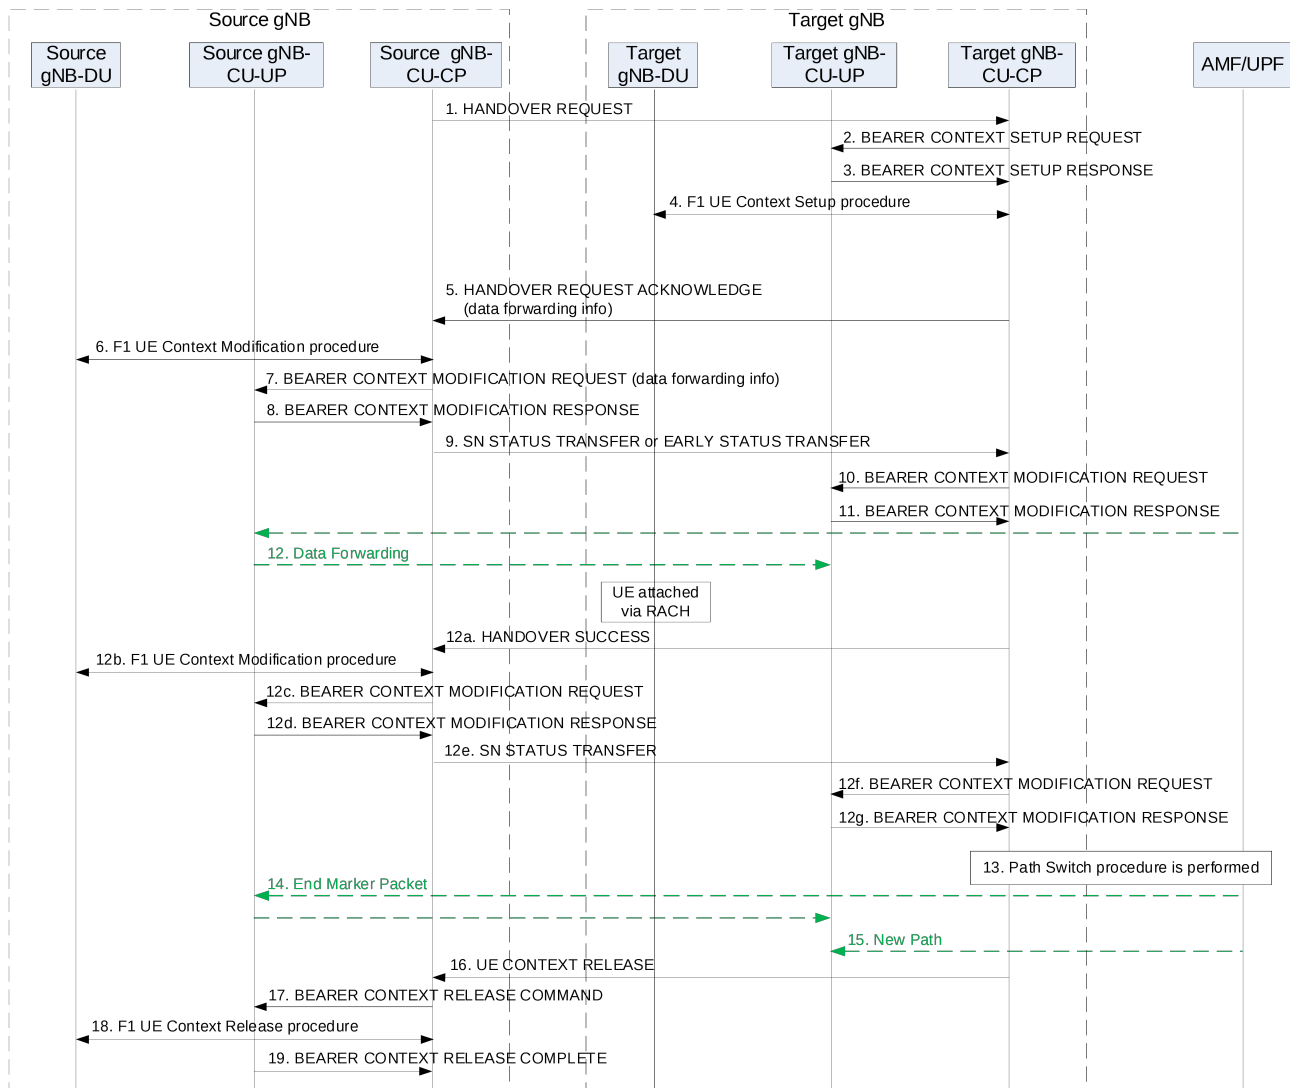 Source gNB
Target gNB
Source
gNB-DU
Source gNB-
CU-UP
Source gNB-
CU-CP
Target
gNB-DU
Target gNB-
CU-UP
Target gNB-
CU-CP
AMF/UPF
1. HANDOVER REQUEST
2. BEARER CONTEXT SETUP REQUEST
3. BEARER CONTEXT SETUP RESPONSE
4. F1 UE Context Setup procedure
5. HANDOVER REQUEST ACKNOWLEDGE
(data forwarding info)
6. F1 UE Context Modification procedure
7. BEARER CONTEXT MODIFICATION REQUEST (data forwarding info)
8. BEARER CONTEXT MODIFICATION RESPONSE
9. SN STATUS TRANSFER or EARLY STATUS TRANSFER
10. BEARER CONTEXT MODIFICATION REQUEST
11. BEARER CONTEXT MODIFICATION RESPONSE
12. Data Forwarding
UE attached
via RACH
12a. HANDOVER SUCCESS
12b. F1 UE Context Modification procedure
12c. BEARER CONTEXT MODIFICATION REQUEST
12d. BEARER CONTEXT MODIFICATION RESPONSE
12e. SN STATUS TRANSFER
12f. BEARER CONTEXT MODIFICATION REQUEST
12g. BEARER CONTEXT MODIFICATION RESPONSE
13. Path Switch procedure is performed
14. End Marker Packet
15. New Path
16. UE CONTEXT RELEASE
17. BEARER CONTEXT RELEASE COMMAND
18. F1 UE Context Release procedure
19. BEARER CONTEXT RELEASE COMPLETE